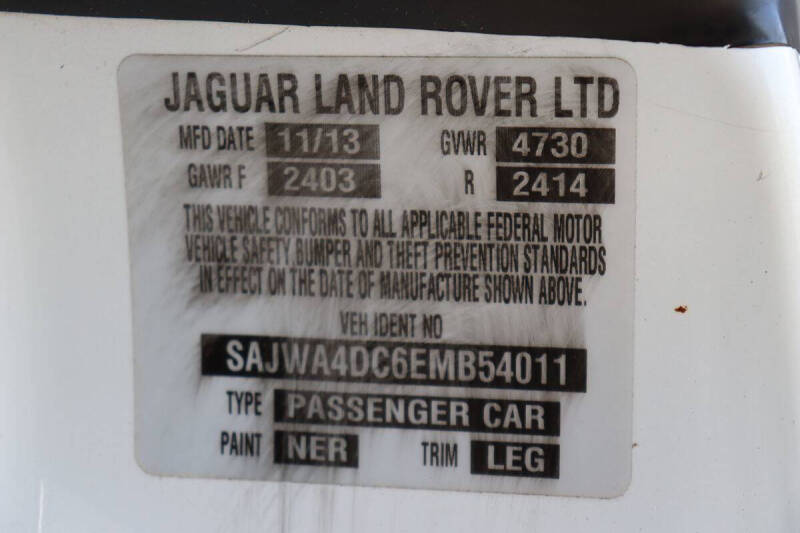 JAGUAR LAND ROVER LTD
MFD DATE 11/13 GVWR 4730
GAWR F 2403 R 2414
THIS VEHICLE CONFORMS TO ALL APPLICABLE FEDERAL MOTOR
VEHICLE SAFETY, BUMPER AND THEFT PREVENTION STANDARDS
IN EFFECT ON THE DATE OF MANUFACTURE SHOWN ABOVE.
VEH IDENT NO
SAJWA4DC6EMB54011
TYPE PASSENGER CAR
PAINT NER TRIM LEG